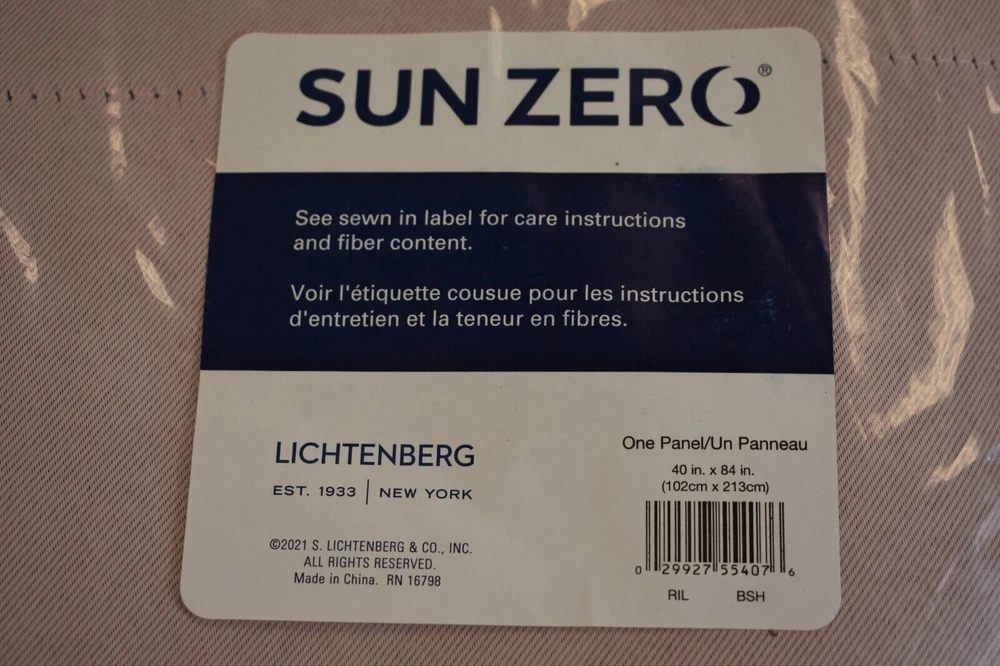 SUN ZERO®
See sewn in label for care instructions
and fiber content.
Voir l'étiquette cousue pour les instructions
d'entretien et la teneur en fibres.
LICHTENBERG
EST. 1933 | NEW YORK
©2021 S. LICHTENBERG & CO., INC.
ALL RIGHTS RESERVED.
Made in China. RN 16798
One Panel/Un Panneau
40 in. x 84 in.
(102cm x 213cm)
0 29927 55407 6
RIL BSH